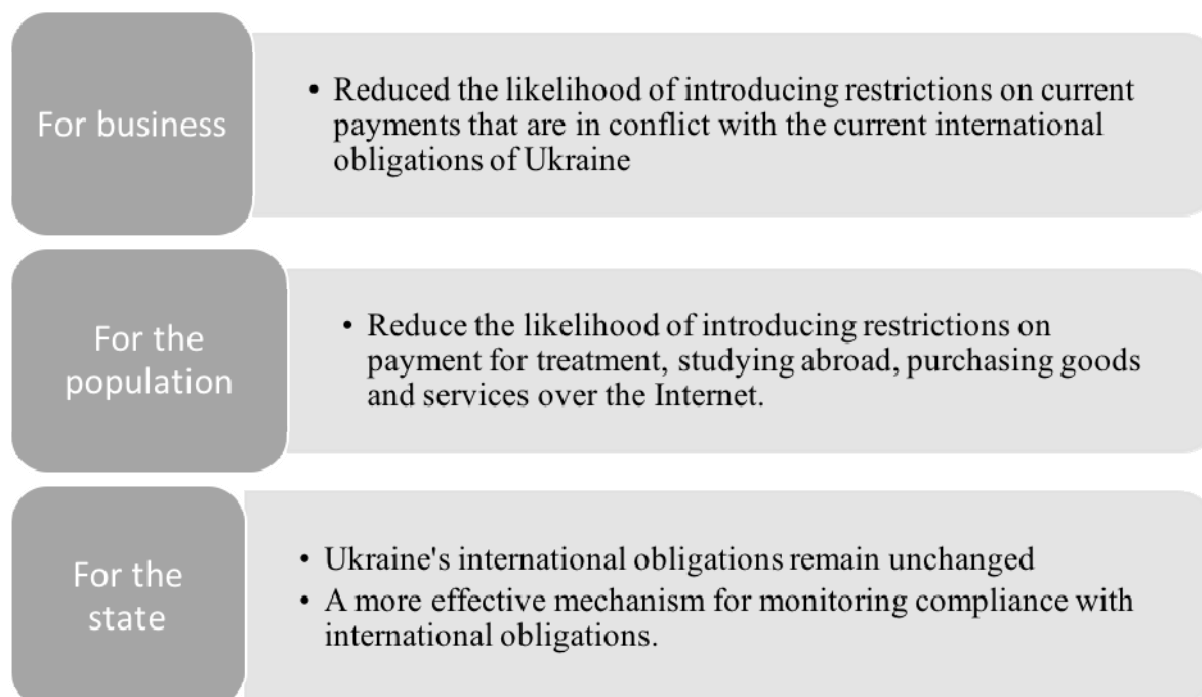 For business
• Reduced the likelihood of introducing restrictions on current
payments that are in conflict with the current international
obligations of Ukraine
For the
population
• Reduce the likelihood of introducing restrictions on
payment for treatment, studying abroad, purchasing goods
and services over the Internet.
For the
state
• Ukraine's international obligations remain unchanged
• A more effective mechanism for monitoring compliance with
international obligations.